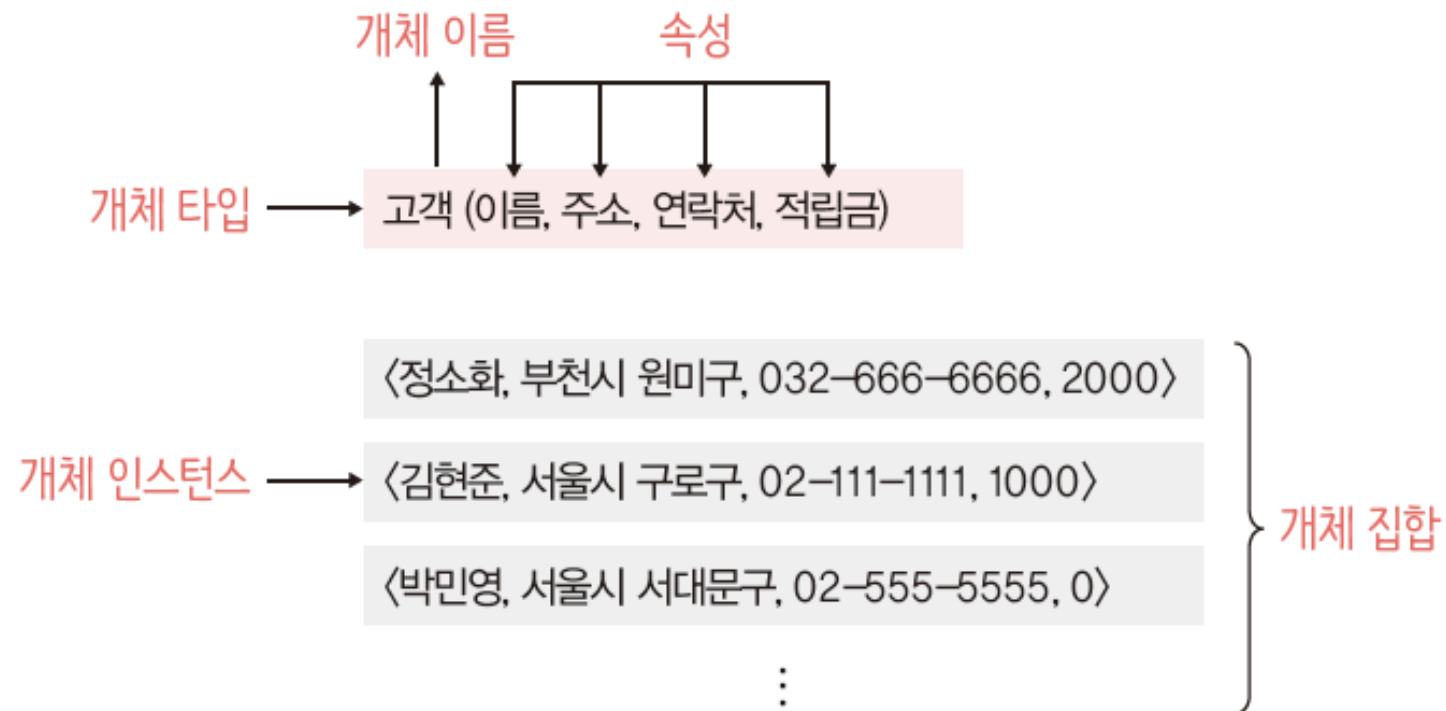 개체 이름 속성
개체 타입 고객 (이름, 주소, 연락처, 적립금)
〈정소화, 부천시 원미구, 032-666-6666, 2000〉
개체 인스턴스 〈김현준, 서울시 구로구, 02-111-1111, 1000〉
개체 집합
〈박민영, 서울시 서대문구, 02-555-5555, 0〉
⋮